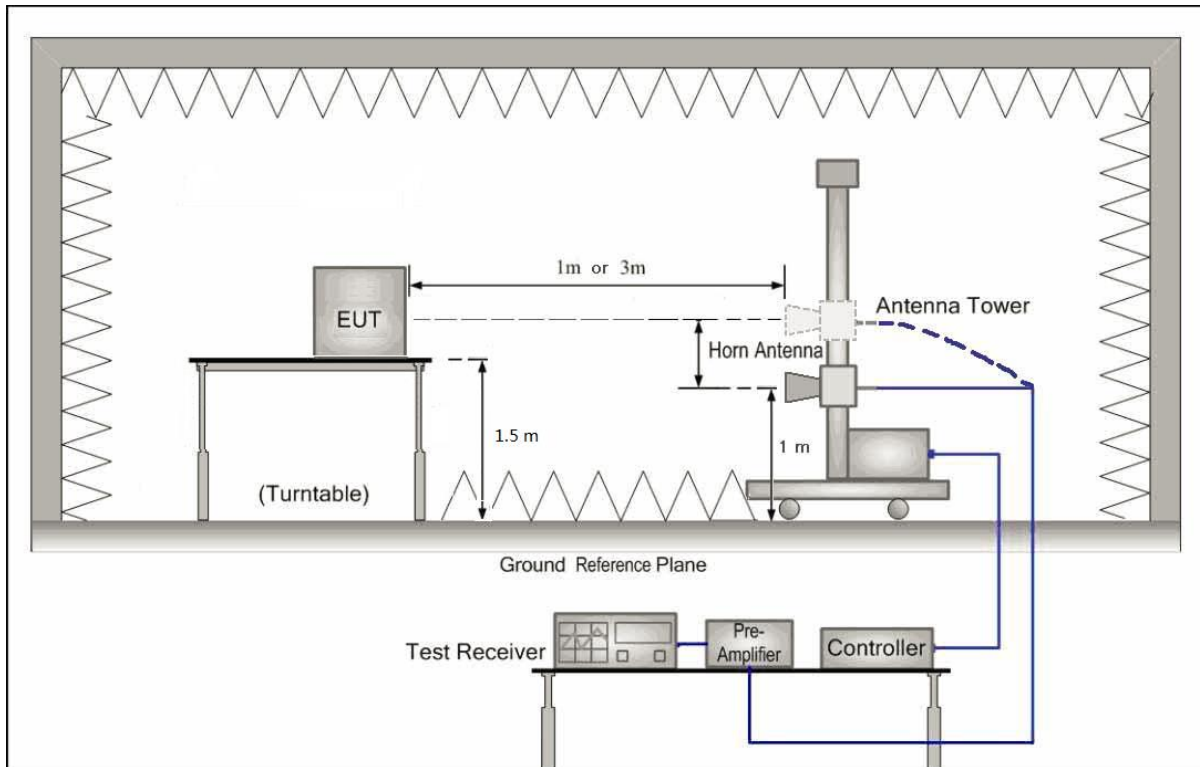 1m or 3m
EUT
Antenna Tower
Horn Antenna
1.5 m
1 m
(Turntable)
Ground Reference Plane
Test Receiver
Pre-
Amplifier
Controller